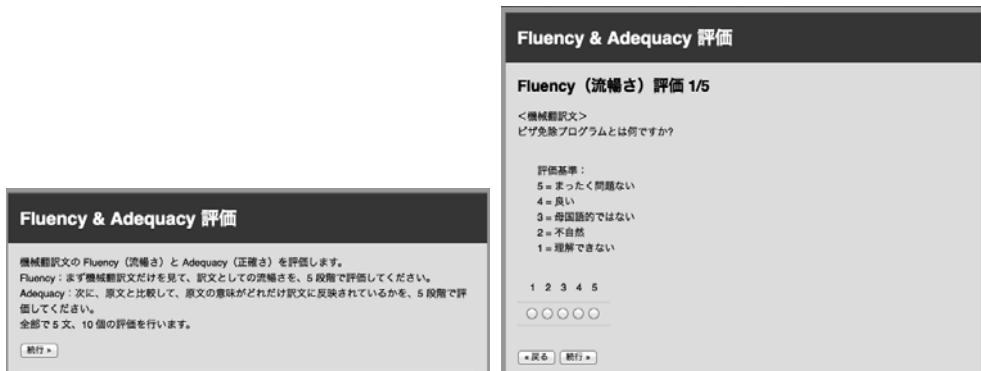 Fluency & Adequacy 評価
機械翻訳文の Fluency（流暢さ）と Adequacy（正確さ）を評価します。
Fluency：まず機械翻訳文だけを見て、訳文としての流暢さを、5 段階で評価してください。
Adequacy：次に、原文と比較して、原文の意味がどれだけ訳文に反映されているかを、5 段階で評
価してください。
全部で 5 文、10 個の評価を行います。
続行 »
Fluency & Adequacy 評価
Fluency（流暢さ）評価 1/5
＜機械翻訳文＞
ビザ免除プログラムとは何ですか?
評価基準：
5 = まったく問題ない
4 = 良い
3 = 母国語的ではない
2 = 不自然
1 = 理解できない
1 2 3 4 5
« 戻る 続行 »